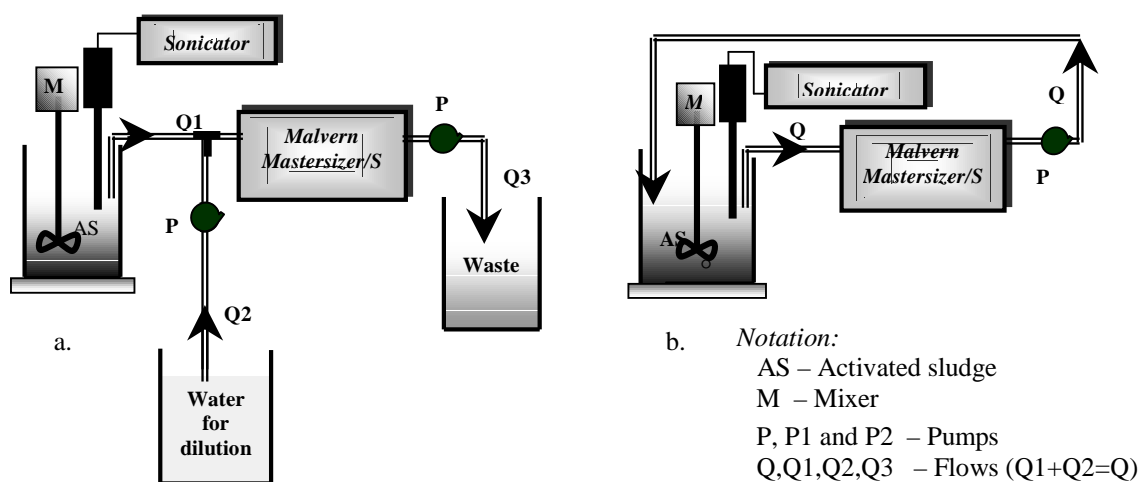 Sonicator
M
Q1
P
Malvern
Mastersizer/S
Q3
P
AS
Waste
Q2
a.
Water
for
dilution
Sonicator
M
Q
Q
Malvern
Mastersizer/S
P
AS
b.
Notation:
AS – Activated sludge
M – Mixer
P, P1 and P2 – Pumps
Q,Q1,Q2,Q3 – Flows (Q1+Q2=Q)